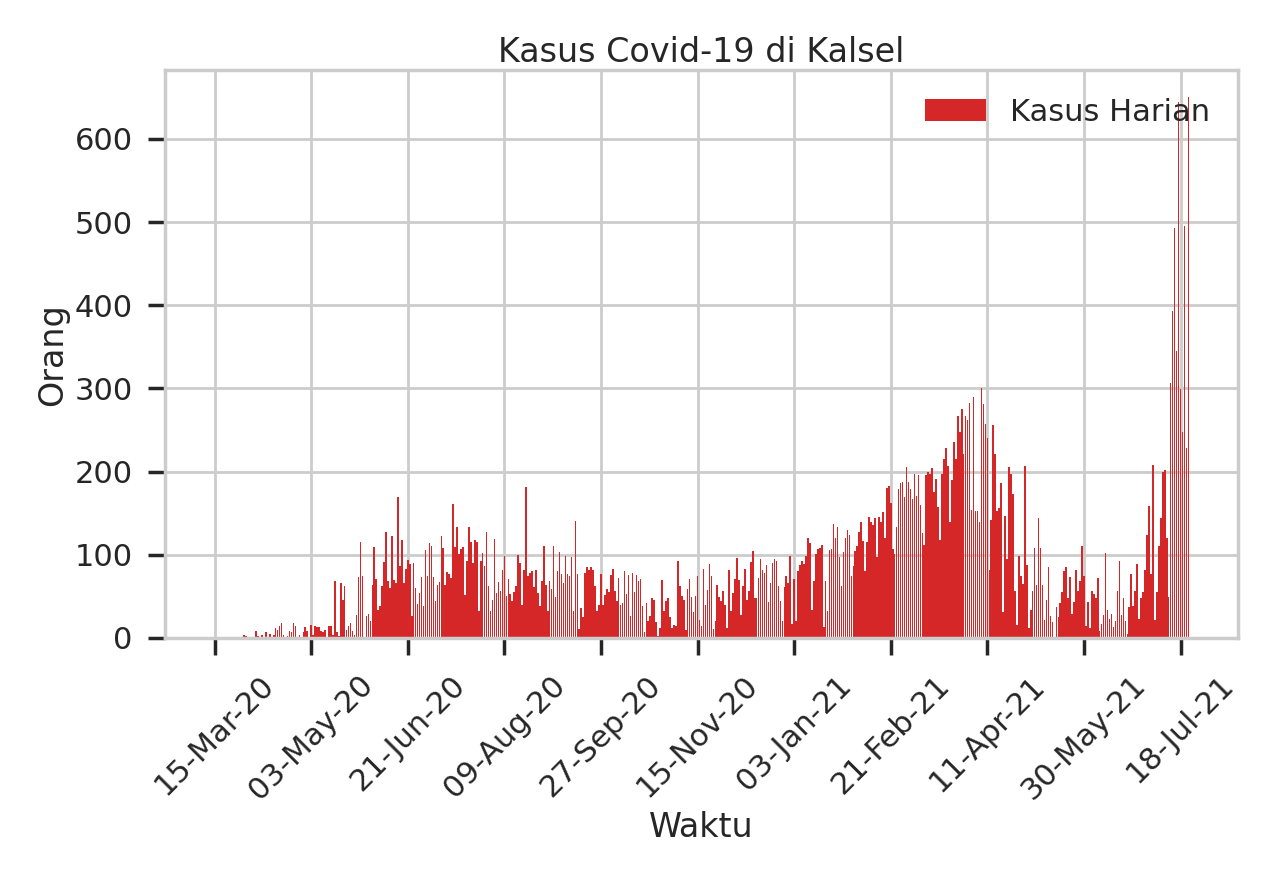 Kasus Covid-19 di Kalsel
Kasus Harian
Orang
600
500
400
300
200
100
0
15-Mar-20
03-May-20
21-Jun-20
09-Aug-20
27-Sep-20
15-Nov-20
03-Jan-21
21-Feb-21
11-Apr-21
30-May-21
18-Jul-21
Waktu